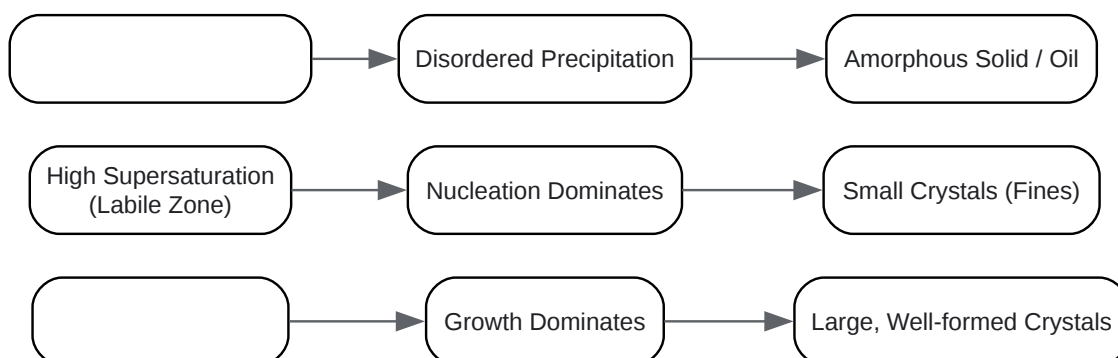 Disordered Precipitation
Amorphous Solid / Oil
High Supersaturation
(Labile Zone)
Nucleation Dominates
Small Crystals (Fines)
Growth Dominates
Large, Well-formed Crystals